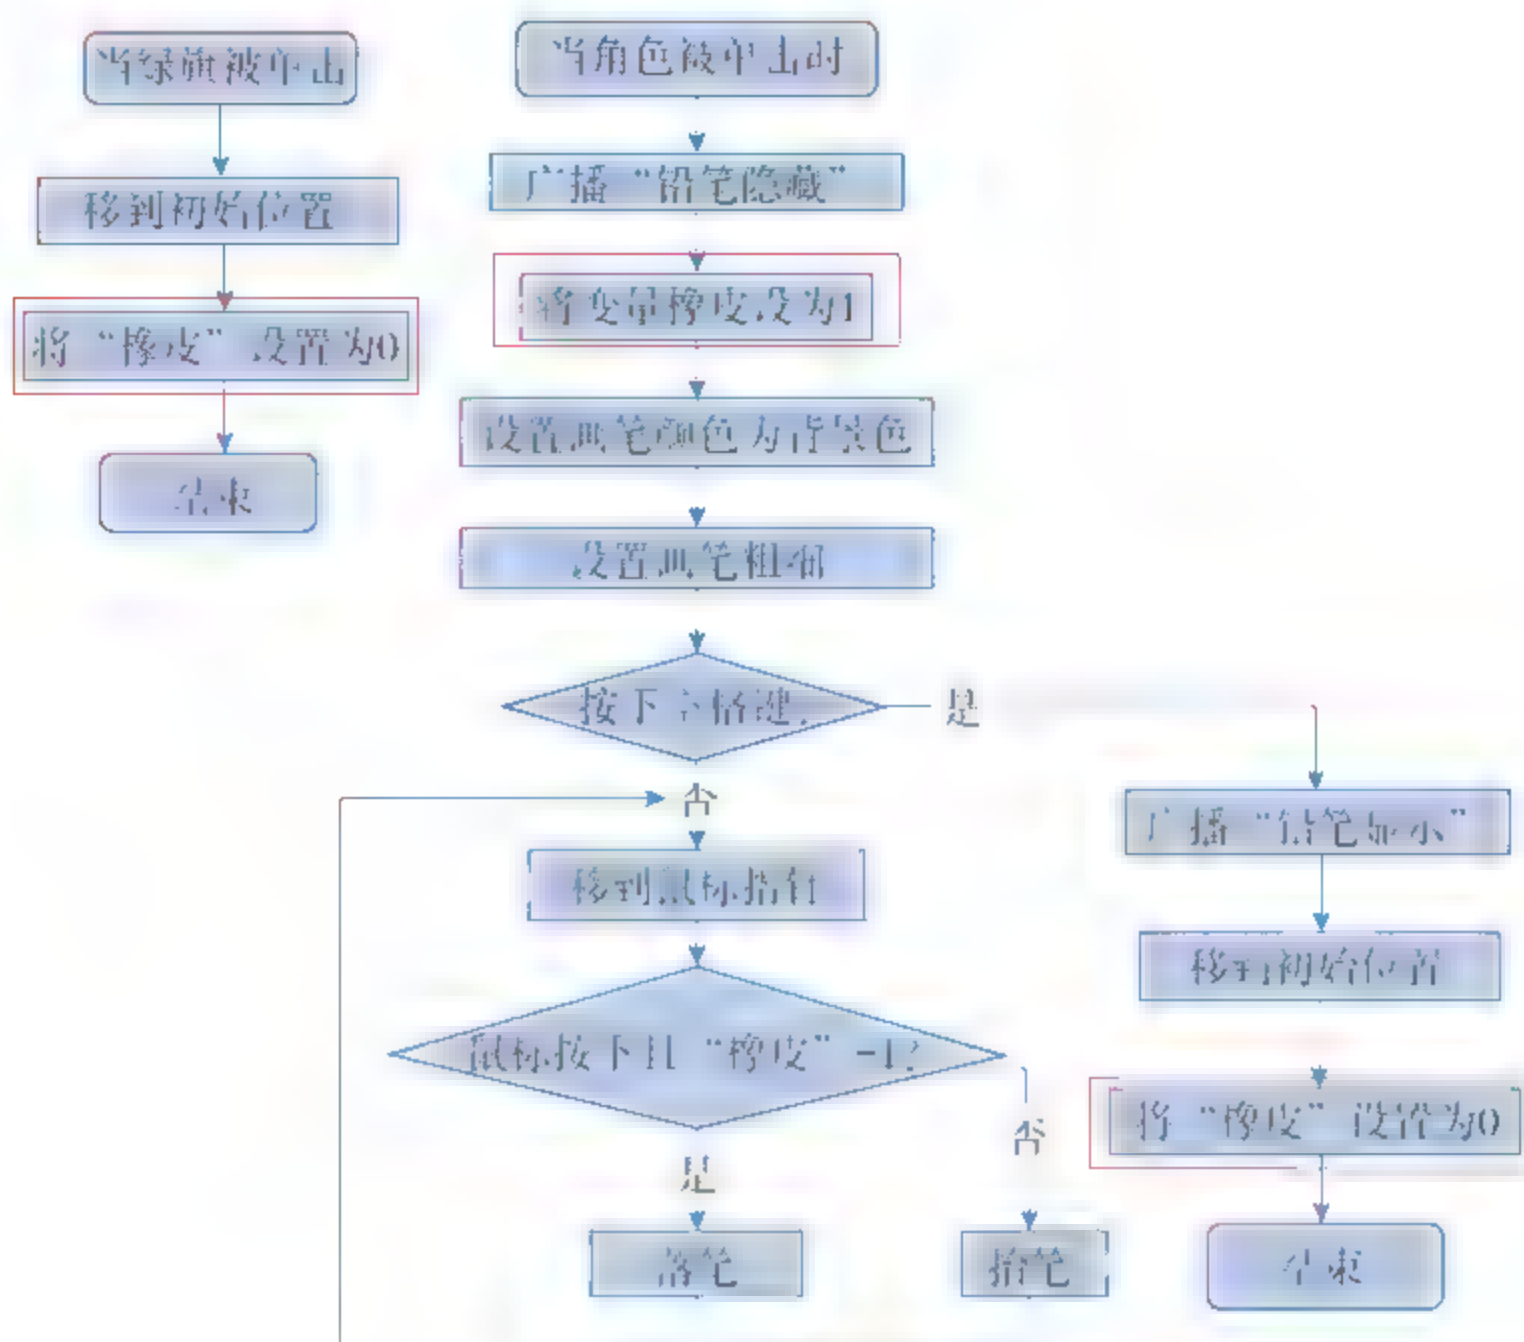 当绿旗被单击
移到初始位置
将“橡皮”设置为0
结束
当角色被单击时
广播“铅笔隐藏”
将变量橡皮设为1
设置画笔颜色为背景色
设置画笔粗细
按下空格键？
是
否
移到鼠标指针
鼠标按下且“橡皮”=1?
是
否
落笔
抬笔
广播“铅笔显示”
移到初始位置
将“橡皮”设置为0
结束